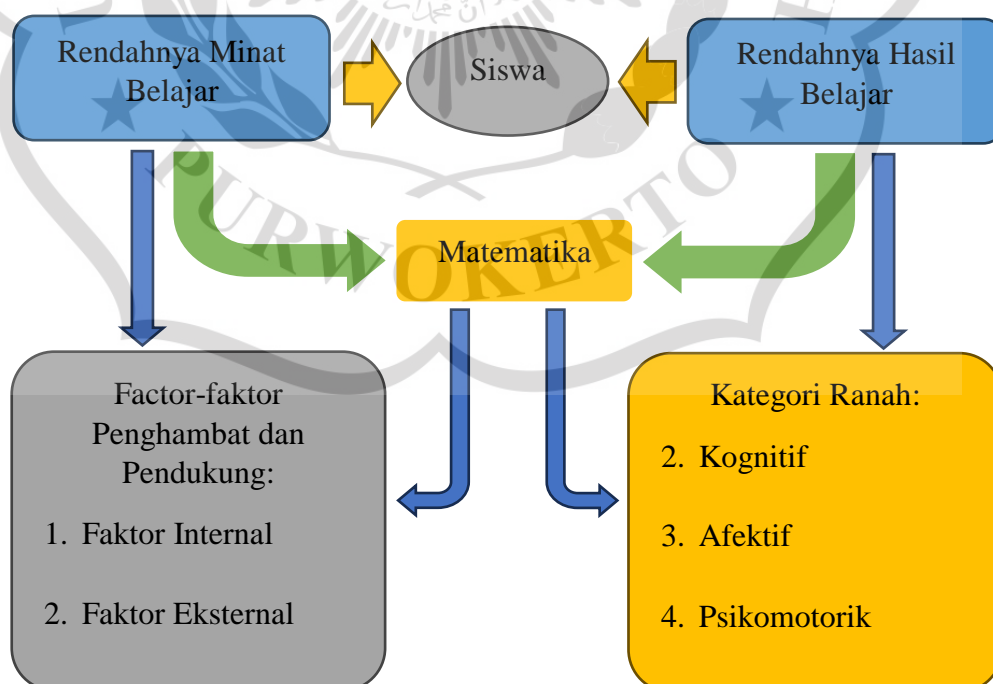 Rendahnya Minat
Belajar
Siswa
Rendahnya Hasil
Belajar
PURWOKERTO
Matematika
Factor-faktor
Penghambat dan
Pendukung:
1. Faktor Internal
2. Faktor Eksternal
Kategori Ranah:
2. Kognitif
3. Afektif
4. Psikomotorik